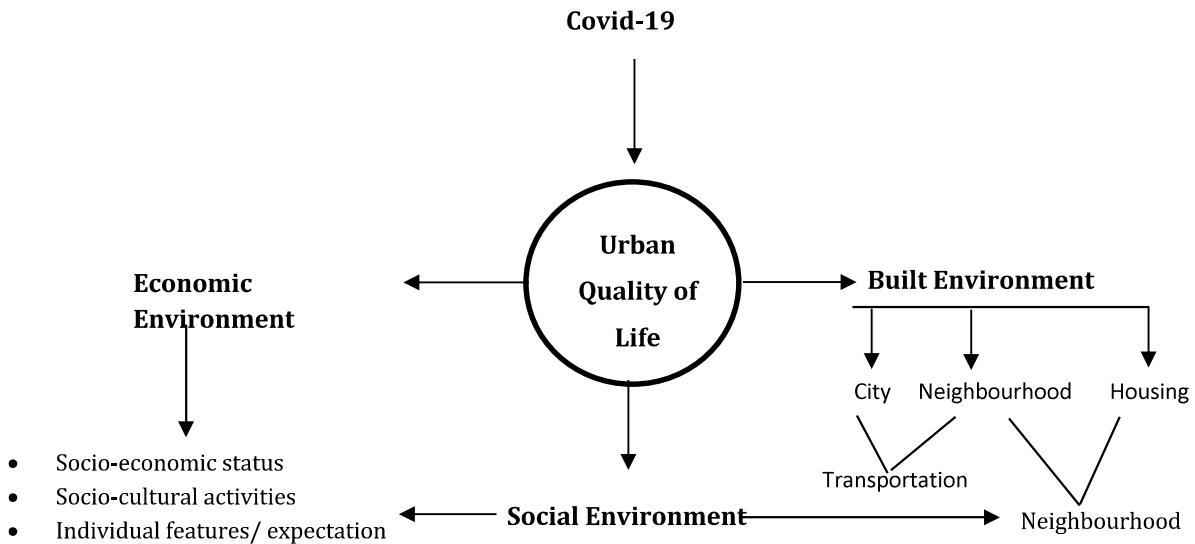 Covid-19
Urban
Quality of
Life
Economic
Environment
Built Environment
City
Neighbourhood
Housing
Transportation
Neighbourhood
• Socio-economic status
• Socio-cultural activities
• Individual features/ expectation
Social Environment